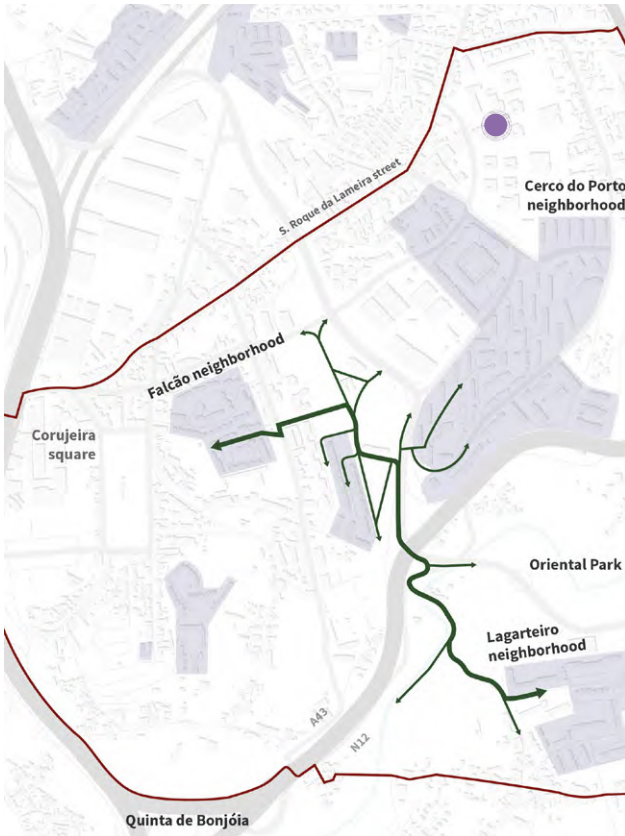 Cerco do Porto
neighborhood
S. Roque da Lameira street
Falcão neighborhood
Corujeira
square
Oriental Park
Lagarteiro
neighborhood
A43
N12
Quinta de Bonjóia